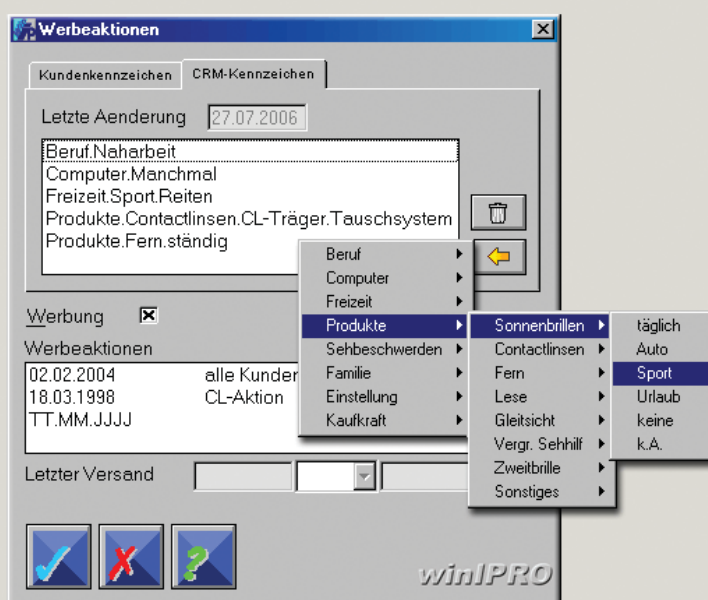 Werbeaktionen
Kundenkennzeichen CRM-Kennzeichen
Letzte Aenderung 27.07.2006
Beruf.Naharbeit
Computer.Manchmal
Freizeit.Sport.Reiten
Produkte.Contactlinsen.CL-Träger.Tauschsystem
Produkte.Fern.ständig
Beruf
Computer
Freizeit
Produkte
Sehbeschwerden
Familie
Einstellung
Kaufkraft
Sonnenbrillen
Contactlinsen
Fern
Lese
Gleitsicht
Vergr. Sehhilf
Zweitbrille
Sonstiges
täglich
Auto
Sport
Urlaub
keine
k.A.
Werbung
Werbeaktionen
02.02.2004 alle Kunden
18.03.1998 CL-Aktion
TT.MM.JJJJ
Letzter Versand
winIPRO